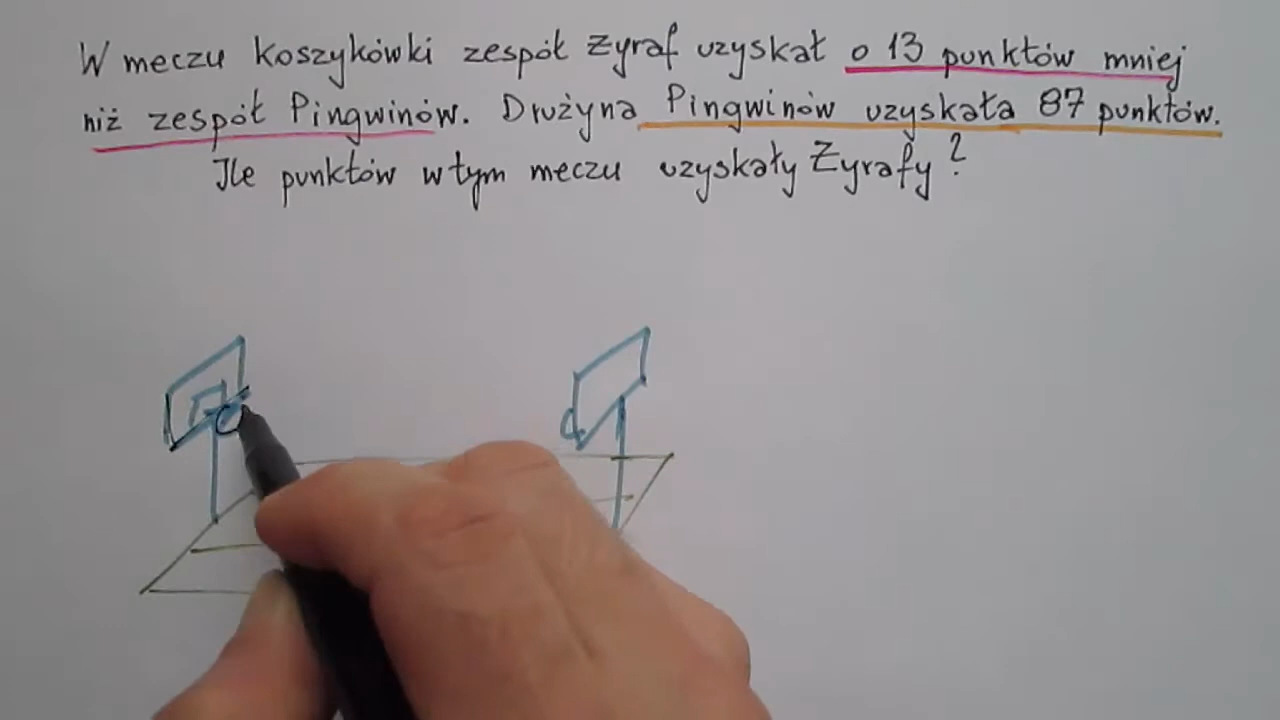 W meczu koszykówki zespół Żyraf uzyskał o 13 punktów mniej
niż zespół Pingwinów. Drużyna Pingwinów uzyskała 87 punktów.
Ile punktów w tym meczu uzyskały Żyrafy?